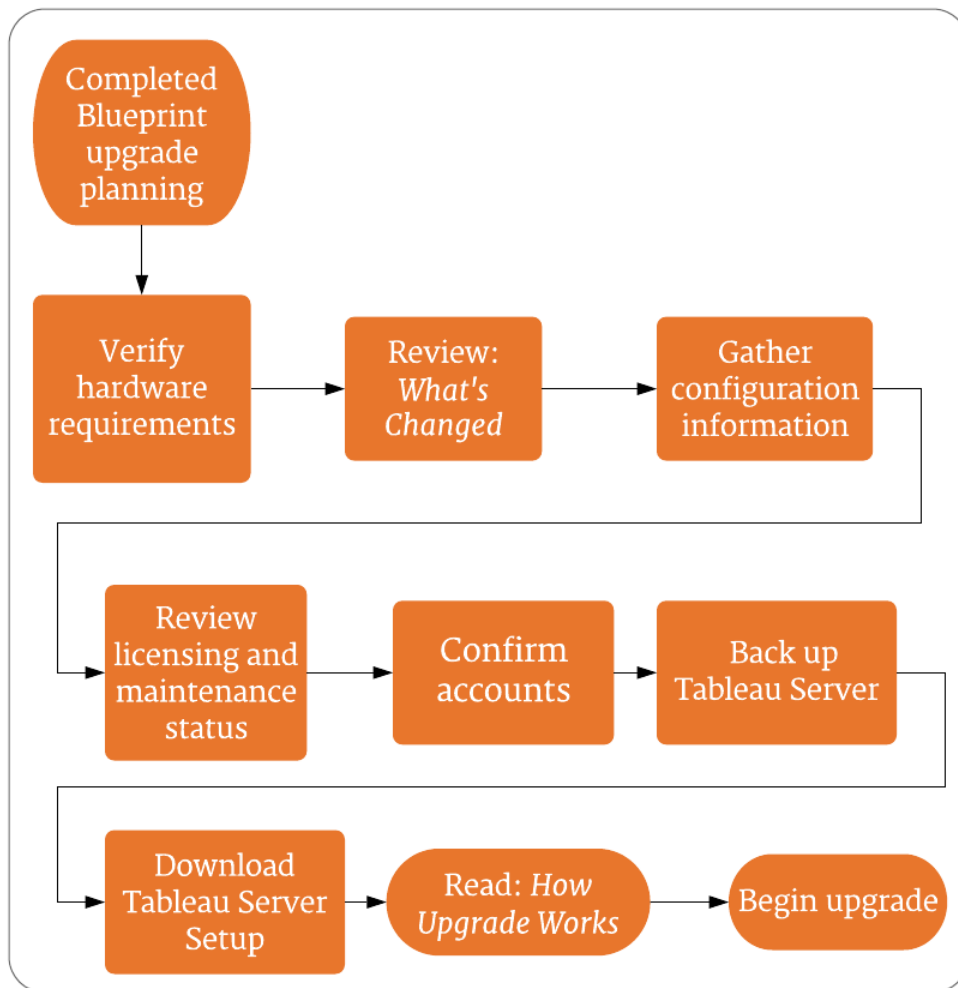 Completed
Blueprint
upgrade
planning
Verify
hardware
requirements
Review:
What's
Changed
Gather
configuration
information
Review
licensing and
maintenance
status
Confirm
accounts
Back up
Tableau Server
Download
Tableau Server
Setup
Read: How
Upgrade Works
Begin upgrade